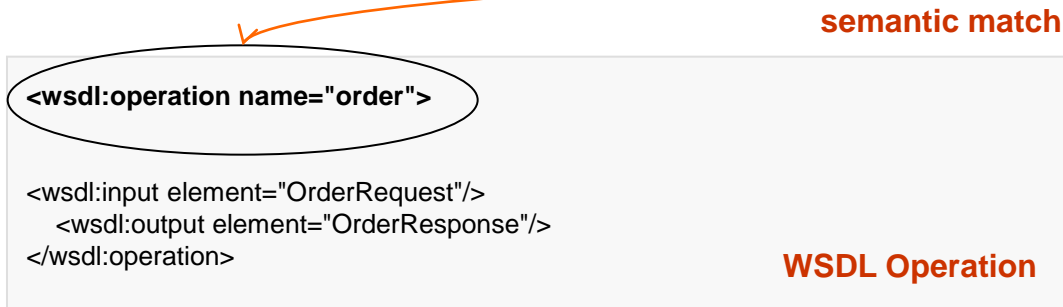 semantic match
<wsdl:operation name="order">
<wsdl:input element="OrderRequest"/>
<wsdl:output element="OrderResponse"/>
</wsdl:operation>
WSDL Operation